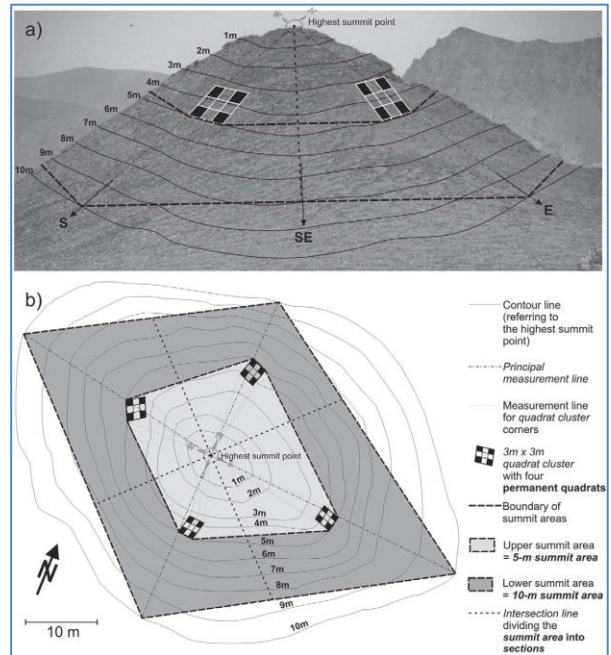 a)
Highest summit point
N
1m
2m
3m
4m
5m
6m
7m
8m
9m
10m
S
SE
E
b)
Highest summit point
1m
2m
3m
4m
5m
6m
7m
8m
9m
10m
N
10 m
Contour line
(referring to
the highest summit
point)
Principal
measurement line
Measurement line
for quadrat cluster
corners
3m x 3m
quadrat cluster
with four
permanent quadrats
Boundary of
summit areas
Upper summit area
= 5-m summit area
Lower summit area
= 10-m summit area
Intersection line
dividing the
summit area into
sections